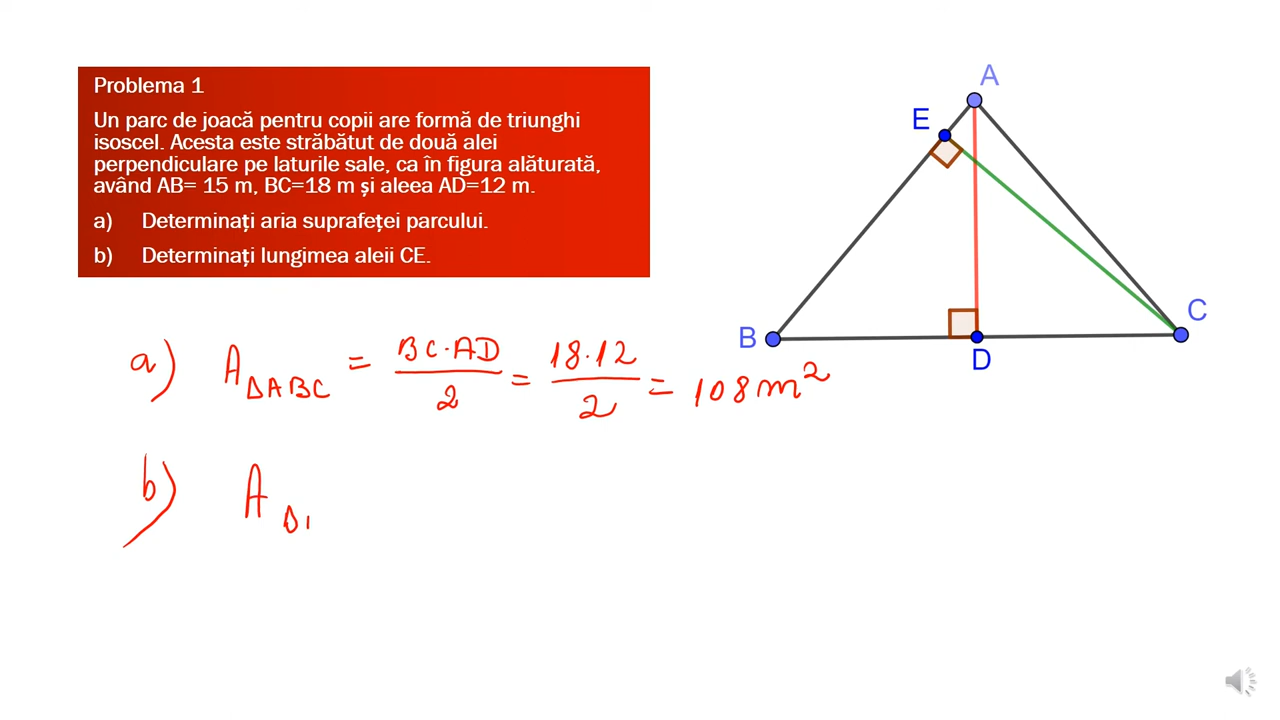 Problema 1
Un parc de joacă pentru copii are formă de triunghi
isoscel. Acesta este străbătut de două alei
perpendiculare pe laturile sale, ca în figura alăturată,
având AB= 15 m, BC=18 m și aleea AD=12 m.
a) Determinați aria suprafeței parcului.
b) Determinați lungimea aleii CE.
A
E
B
D
C
a) A ΔABC = BC·AD / 2 = 18·12 / 2 = 108 m²
b) A Δ